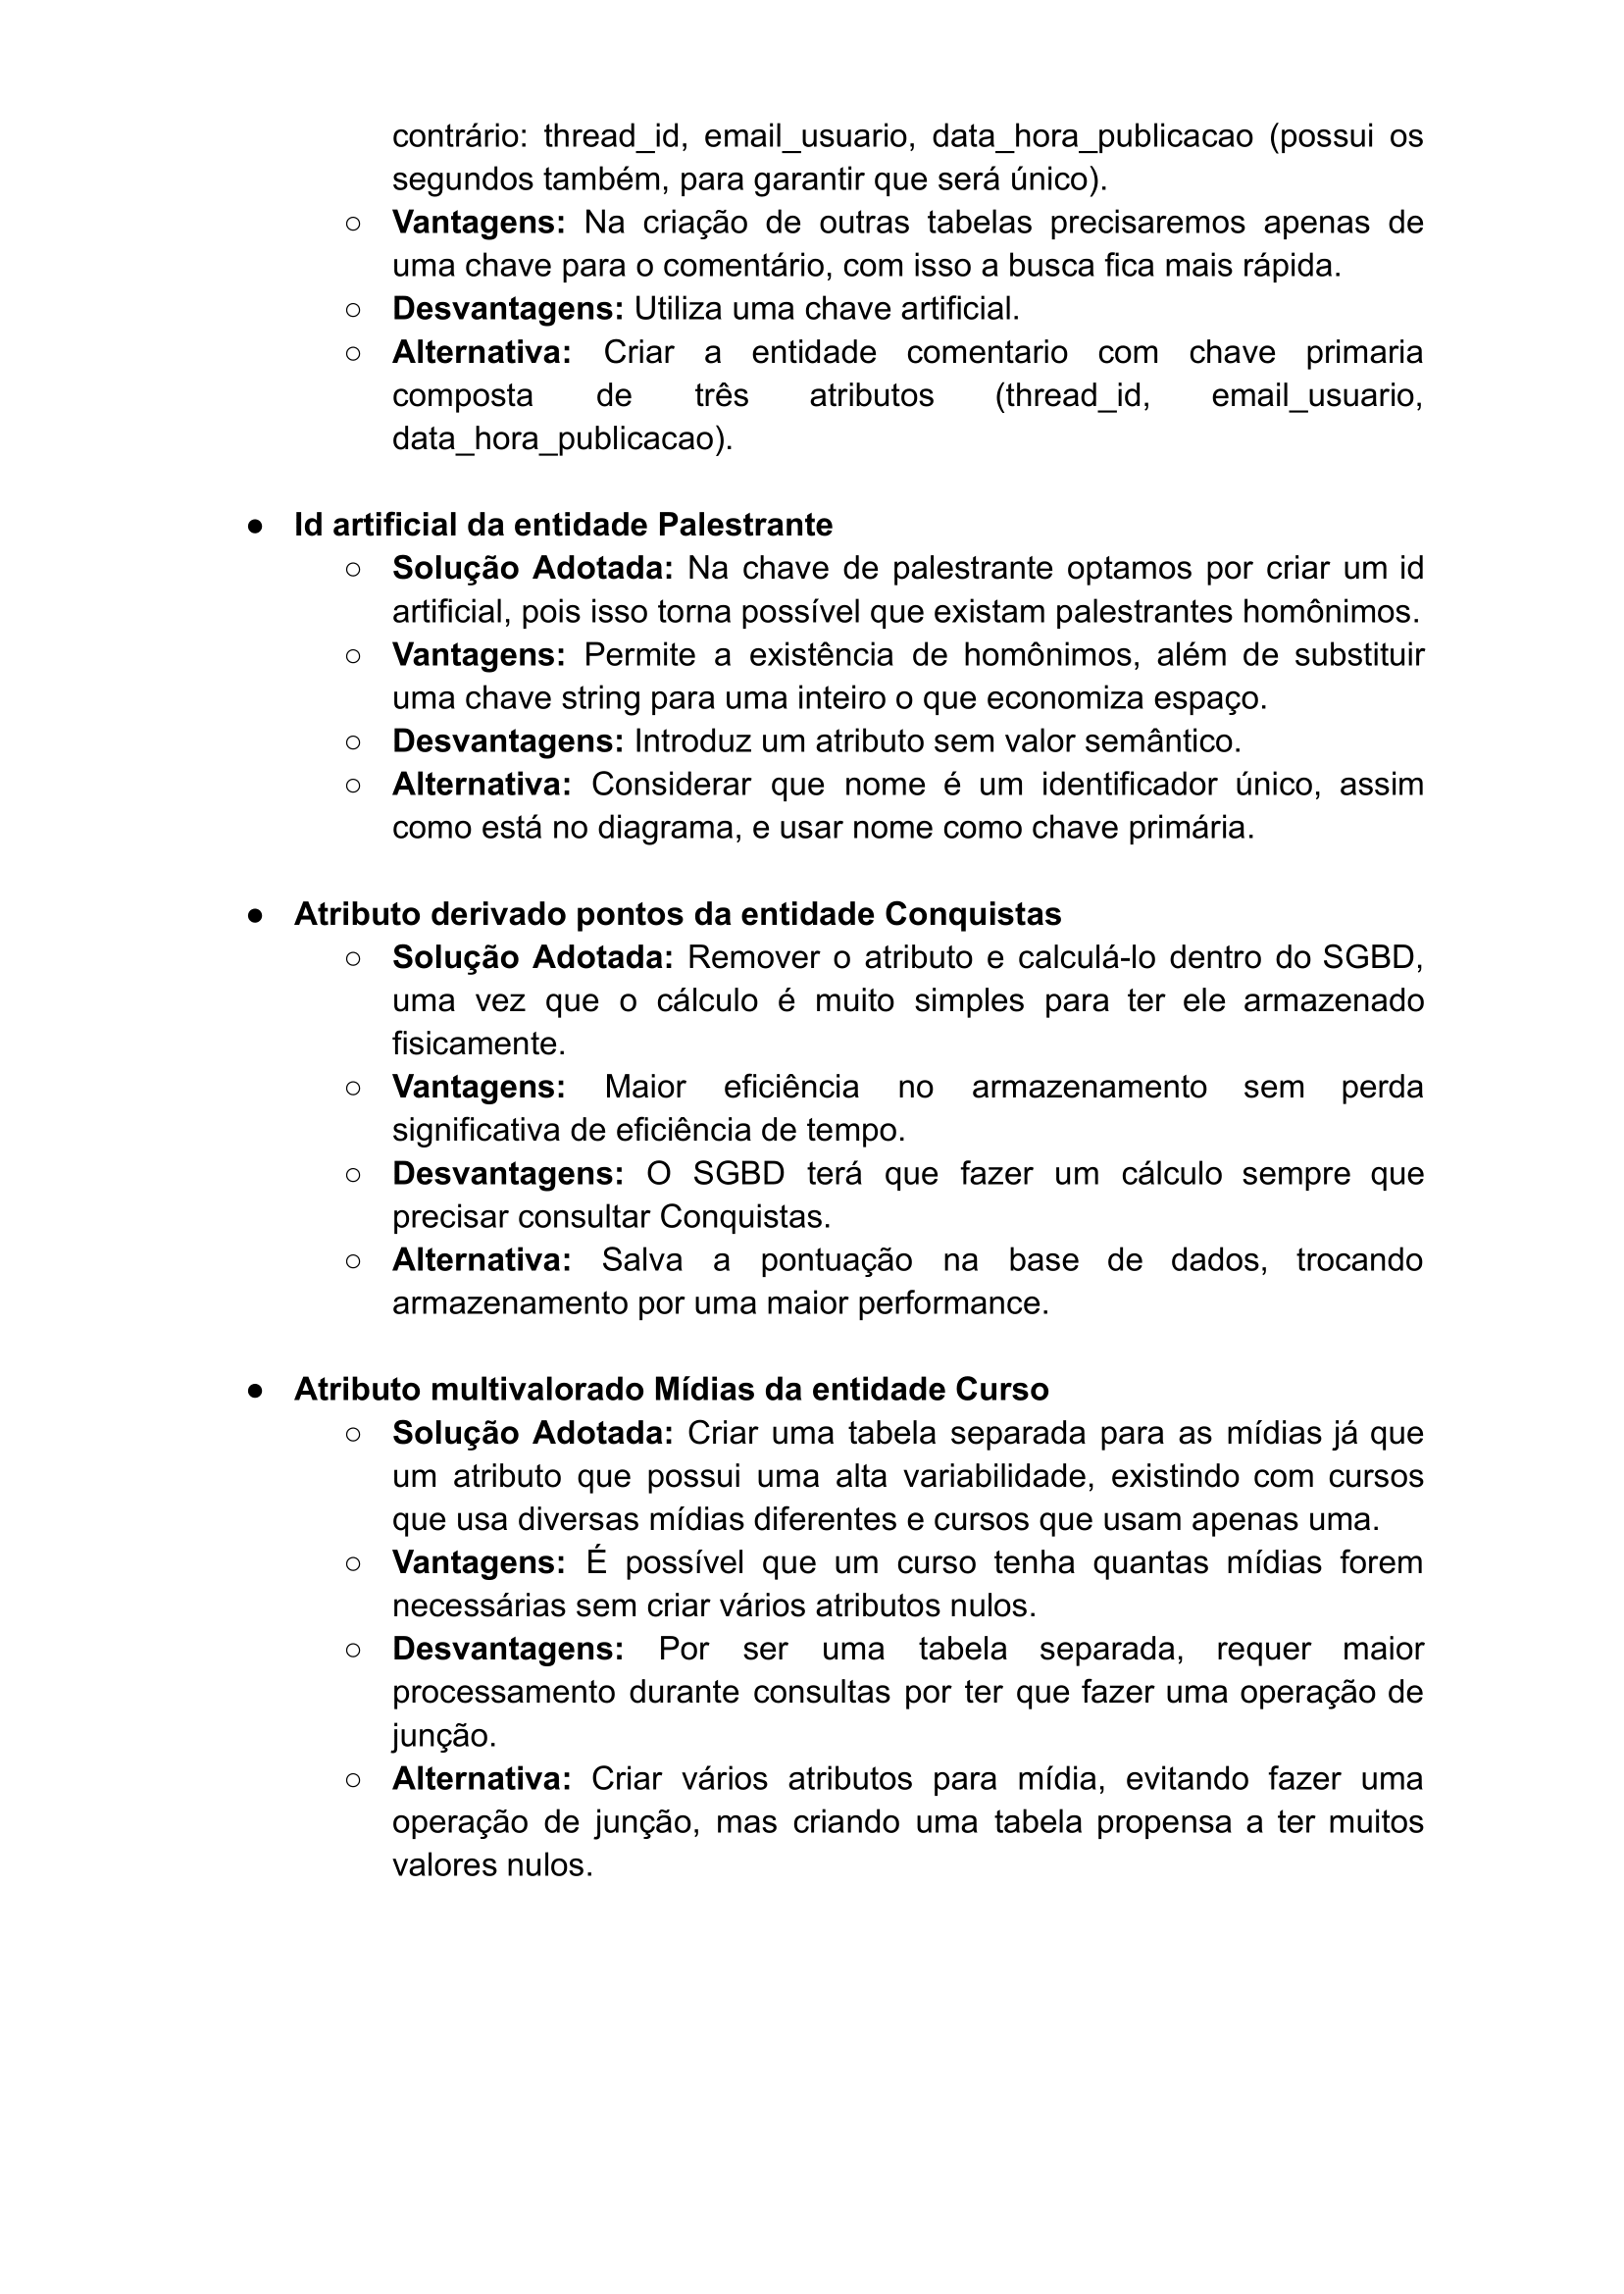 contrário: thread_id, email_usuario, data_hora_publicacao (possui os
segundos também, para garantir que será único).
○ Vantagens: Na criação de outras tabelas precisaremos apenas de
uma chave para o comentário, com isso a busca fica mais rápida.
○ Desvantagens: Utiliza uma chave artificial.
○ Alternativa: Criar a entidade comentario com chave primaria
composta de três atributos (thread_id, email_usuario,
data_hora_publicacao).
● Id artificial da entidade Palestrante
○ Solução Adotada: Na chave de palestrante optamos por criar um id
artificial, pois isso torna possível que existam palestrantes homônimos.
○ Vantagens: Permite a existência de homônimos, além de substituir
uma chave string para uma inteiro o que economiza espaço.
○ Desvantagens: Introduz um atributo sem valor semântico.
○ Alternativa: Considerar que nome é um identificador único, assim
como está no diagrama, e usar nome como chave primária.
● Atributo derivado pontos da entidade Conquistas
○ Solução Adotada: Remover o atributo e calculá-lo dentro do SGBD,
uma vez que o cálculo é muito simples para ter ele armazenado
fisicamente.
○ Vantagens: Maior eficiência no armazenamento sem perda
significativa de eficiência de tempo.
○ Desvantagens: O SGBD terá que fazer um cálculo sempre que
precisar consultar Conquistas.
○ Alternativa: Salva a pontuação na base de dados, trocando
armazenamento por uma maior performance.
● Atributo multivalorado Mídias da entidade Curso
○ Solução Adotada: Criar uma tabela separada para as mídias já que
um atributo que possui uma alta variabilidade, existindo com cursos
que usa diversas mídias diferentes e cursos que usam apenas uma.
○ Vantagens: É possível que um curso tenha quantas mídias forem
necessárias sem criar vários atributos nulos.
○ Desvantagens: Por ser uma tabela separada, requer maior
processamento durante consultas por ter que fazer uma operação de
junção.
○ Alternativa: Criar vários atributos para mídia, evitando fazer uma
operação de junção, mas criando uma tabela propensa a ter muitos
valores nulos.